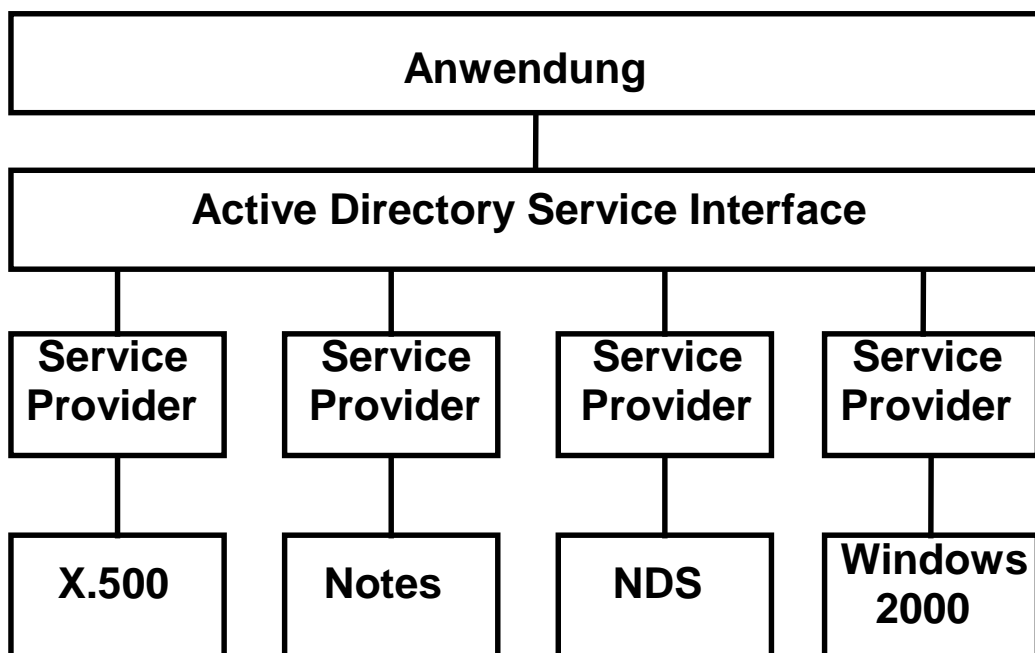 Anwendung
Active Directory Service Interface
Service
Provider
Service
Provider
Service
Provider
Service
Provider
X.500
Notes
NDS
Windows
2000